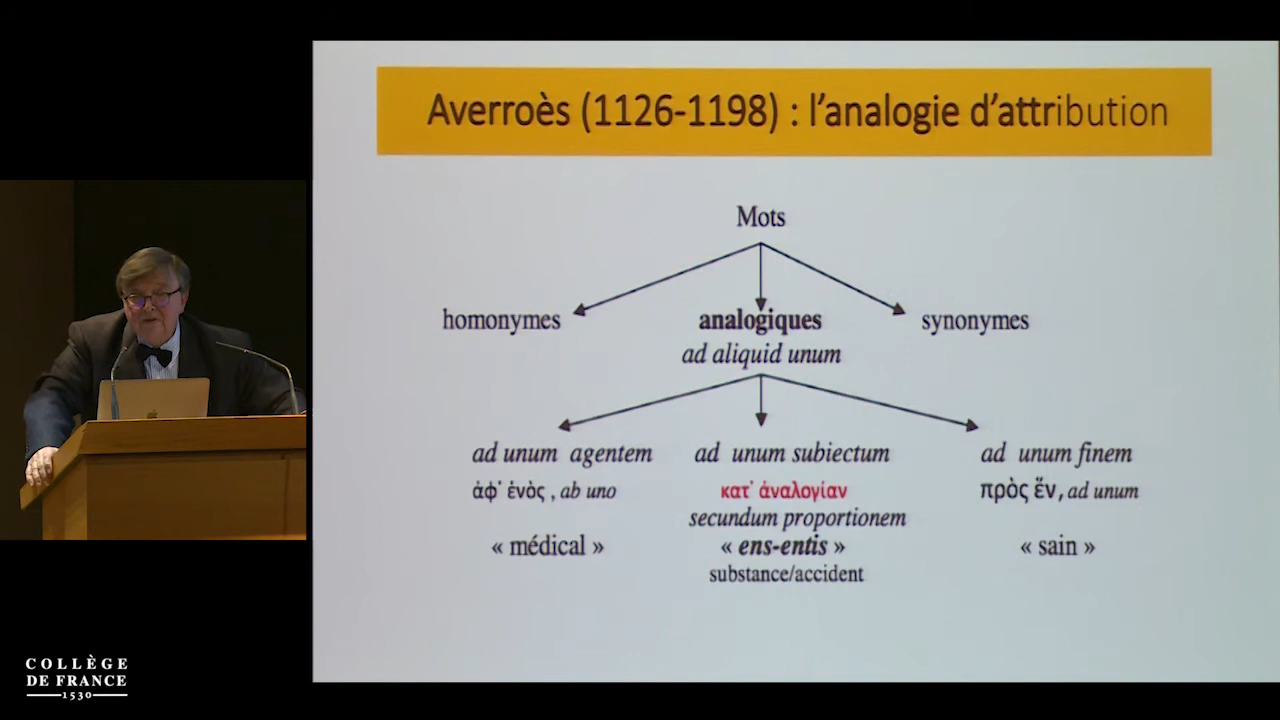 Averroès (1126-1198) : l'analogie d'attribution
Mots
homonymes
analogiques
synonymes
ad aliquid unum
ad unum agentem
ad unum subiectum
ad unum finem
ἀφ᾽ ἑνὸς , ab uno
κατ᾽ ἀναλογίαν
πρὸς ἕν, ad unum
secundum proportionem
« médical »
« ens-entis »
« sain »
substance/accident
COLLÈGE
DE FRANCE
1530